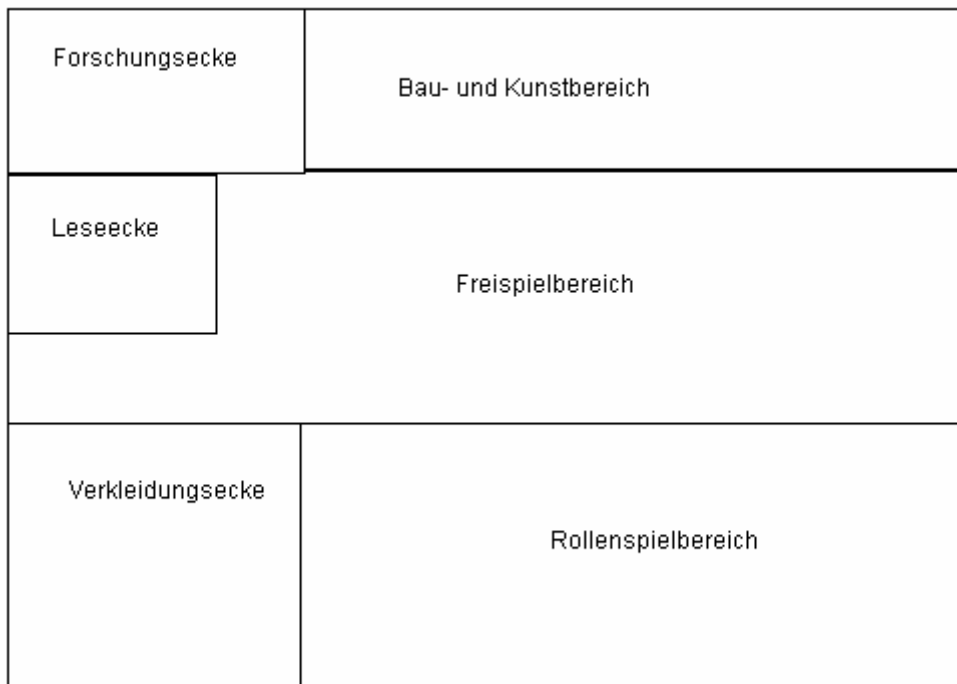 Forschungsecke
Bau- und Kunstbereich
Leseecke
Freispielbereich
Verkleidungsecke
Rollenspielbereich